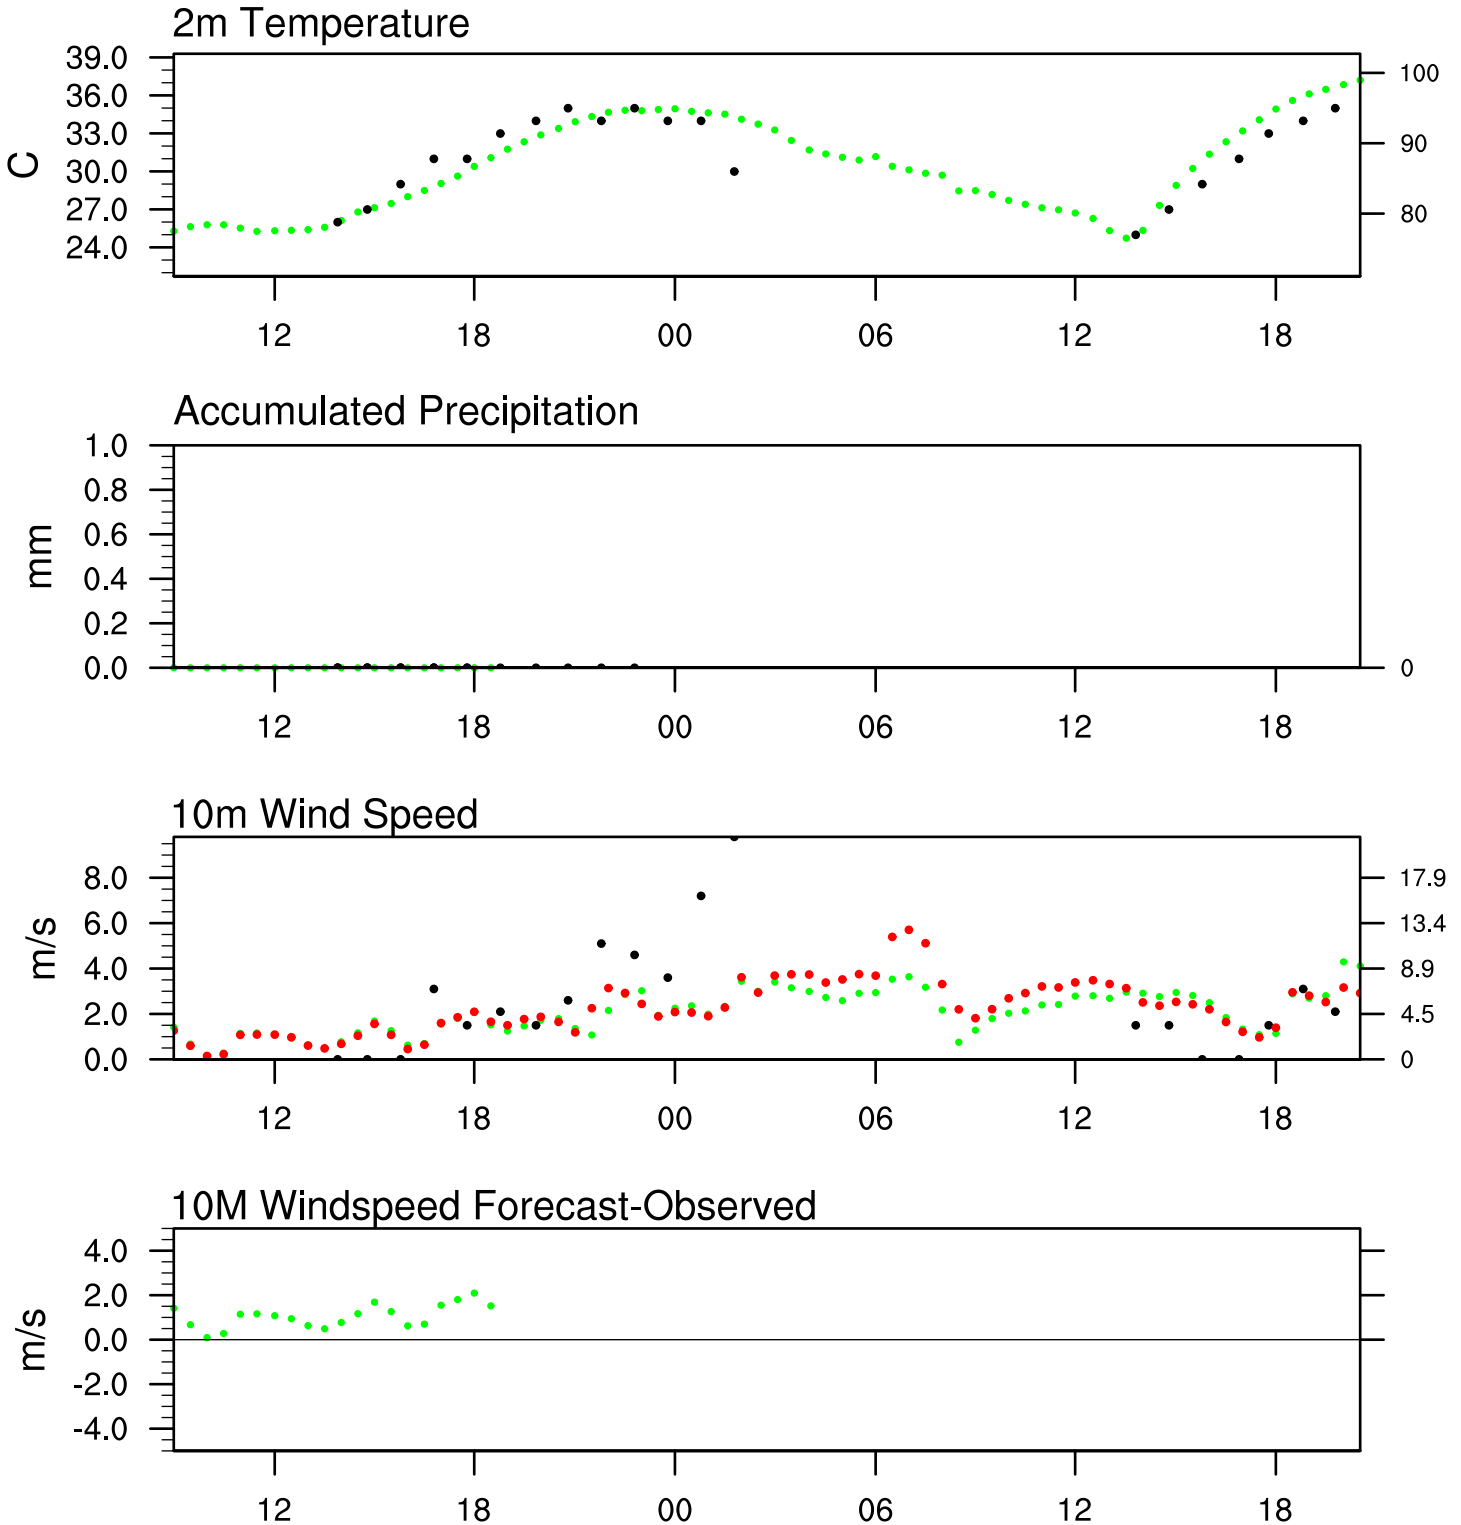 2m Temperature
39.0
36.0
33.0
30.0
27.0
24.0
C
100
90
80
12 18 00 06 12 18
Accumulated Precipitation
1.0
0.8
0.6
0.4
0.2
0.0
mm
0
12 18 00 06 12 18
10m Wind Speed
8.0
6.0
4.0
2.0
0.0
m/s
17.9
13.4
8.9
4.5
0
12 18 00 06 12 18
10M Windspeed Forecast-Observed
4.0
2.0
0.0
-2.0
-4.0
m/s
12 18 00 06 12 18